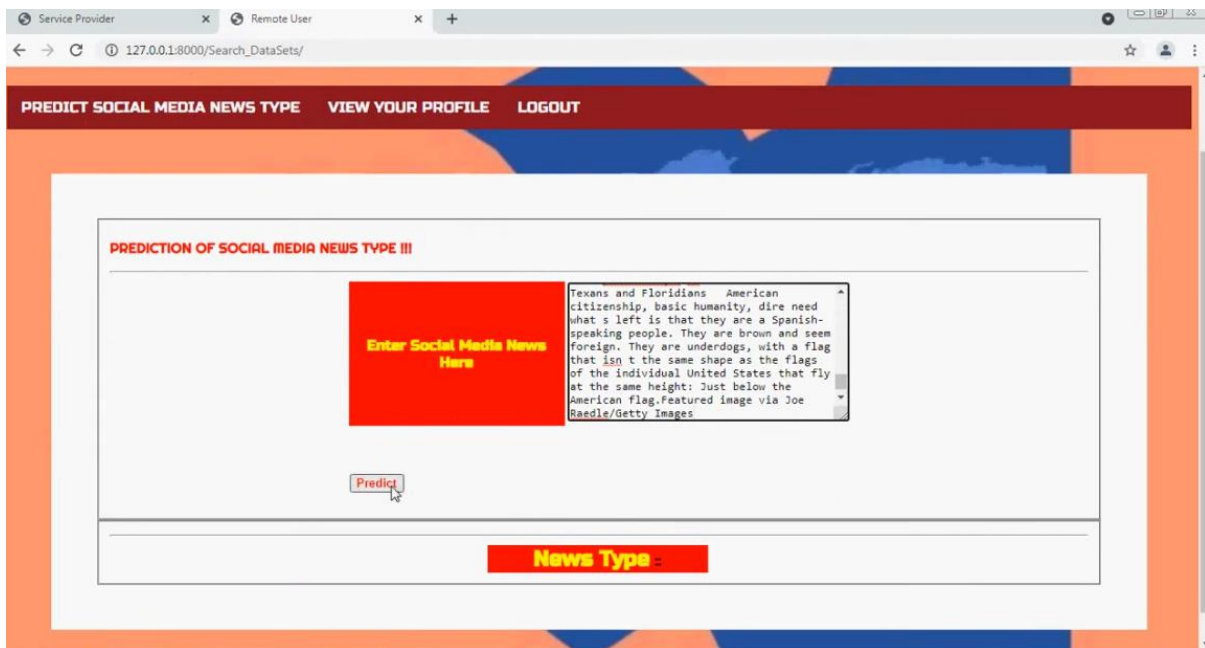 Service Provider
Remote User
127.0.0.1:8000/Search_DataSets/
PREDICT SOCIAL MEDIA NEWS TYPE VIEW YOUR PROFILE LOGOUT
PREDICTION OF SOCIAL MEDIA NEWS TYPE !!!
Enter Social Media News
Here
Texans and Floridians American
citizenship, basic humanity, dire need
what s left is that they are a Spanish-
speaking people. They are brown and seem
foreign. They are underdogs, with a flag
that isn t the same shape as the flags
of the individual United States that fly
at the same height: Just below the
American flag.Featured image via Joe
Raedle/Getty Images
Predict
News Type ::